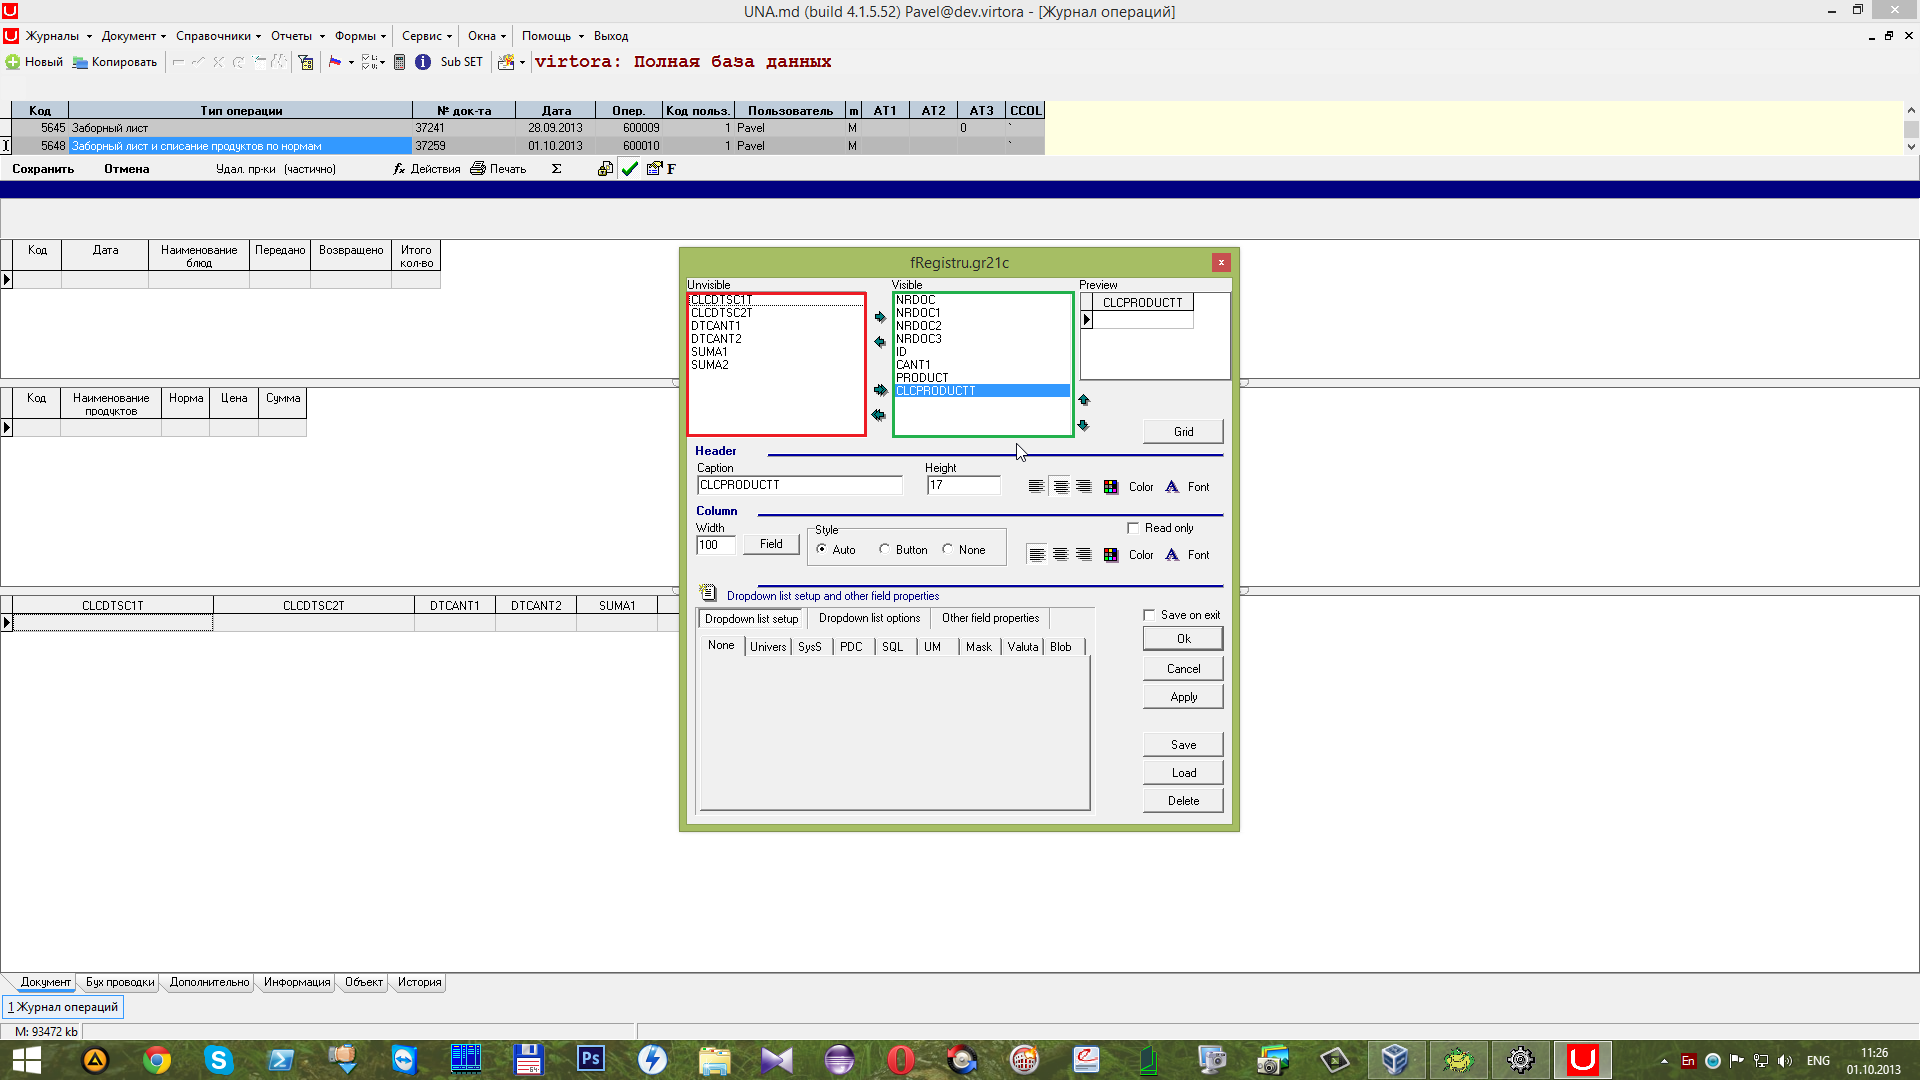 UNA.md (build 4.1.5.52) Pavel@dev.virtora - [Журнал операций]
Журналы Документ Справочники Отчеты Формы Сервис Окна Помощь Выход
Новый Копировать Sub SET virtora: Полная база данных
Код Тип операции № док-та Дата Опер. Код польз. Пользователь m AT1 AT2 AT3 CCOL
5645 Заборный лист 37241 28.09.2013 600009 1 Pavel M 0 `
5648 Заборный лист и списание продуктов по нормам 37259 01.10.2013 600010 1 Pavel M `
Сохранить Отмена Удал. пр-ки (частично) fx Действия Печать Σ F
Код Дата Наименование блюд Передано Возвращено Итого кол-во
Код Наименование продуктов Норма Цена Сумма
CLCDTSC1T CLCDTSC2T DTCANT1 DTCANT2 SUMA1
fRegistru.gr21c
Unvisible Visible Preview
CLCDTSC1T
CLCDTSC2T
DTCANT1
DTCANT2
SUMA1
SUMA2
NRDOC
NRDOC1
NRDOC2
NRDOC3
ID
CANT1
PRODUCT
CLCPRODUCTT
CLCPRODUCTT
Grid
Header
Caption Height
CLCPRODUCTT 17 Color A Font
Column
Width Style Read only
100 Field Auto Button None Color A Font
Dropdown list setup and other field properties
Dropdown list setup Dropdown list options Other field properties
None Univers SysS PDC SQL UM Mask Valuta Blob
Save on exit
Ok
Cancel
Apply
Save
Load
Delete
Документ Бух проводки Дополнительно Информация Объект История
1 Журнал операций
M: 93472 kb
Ps
64
En ENG 11:26
01.10.2013